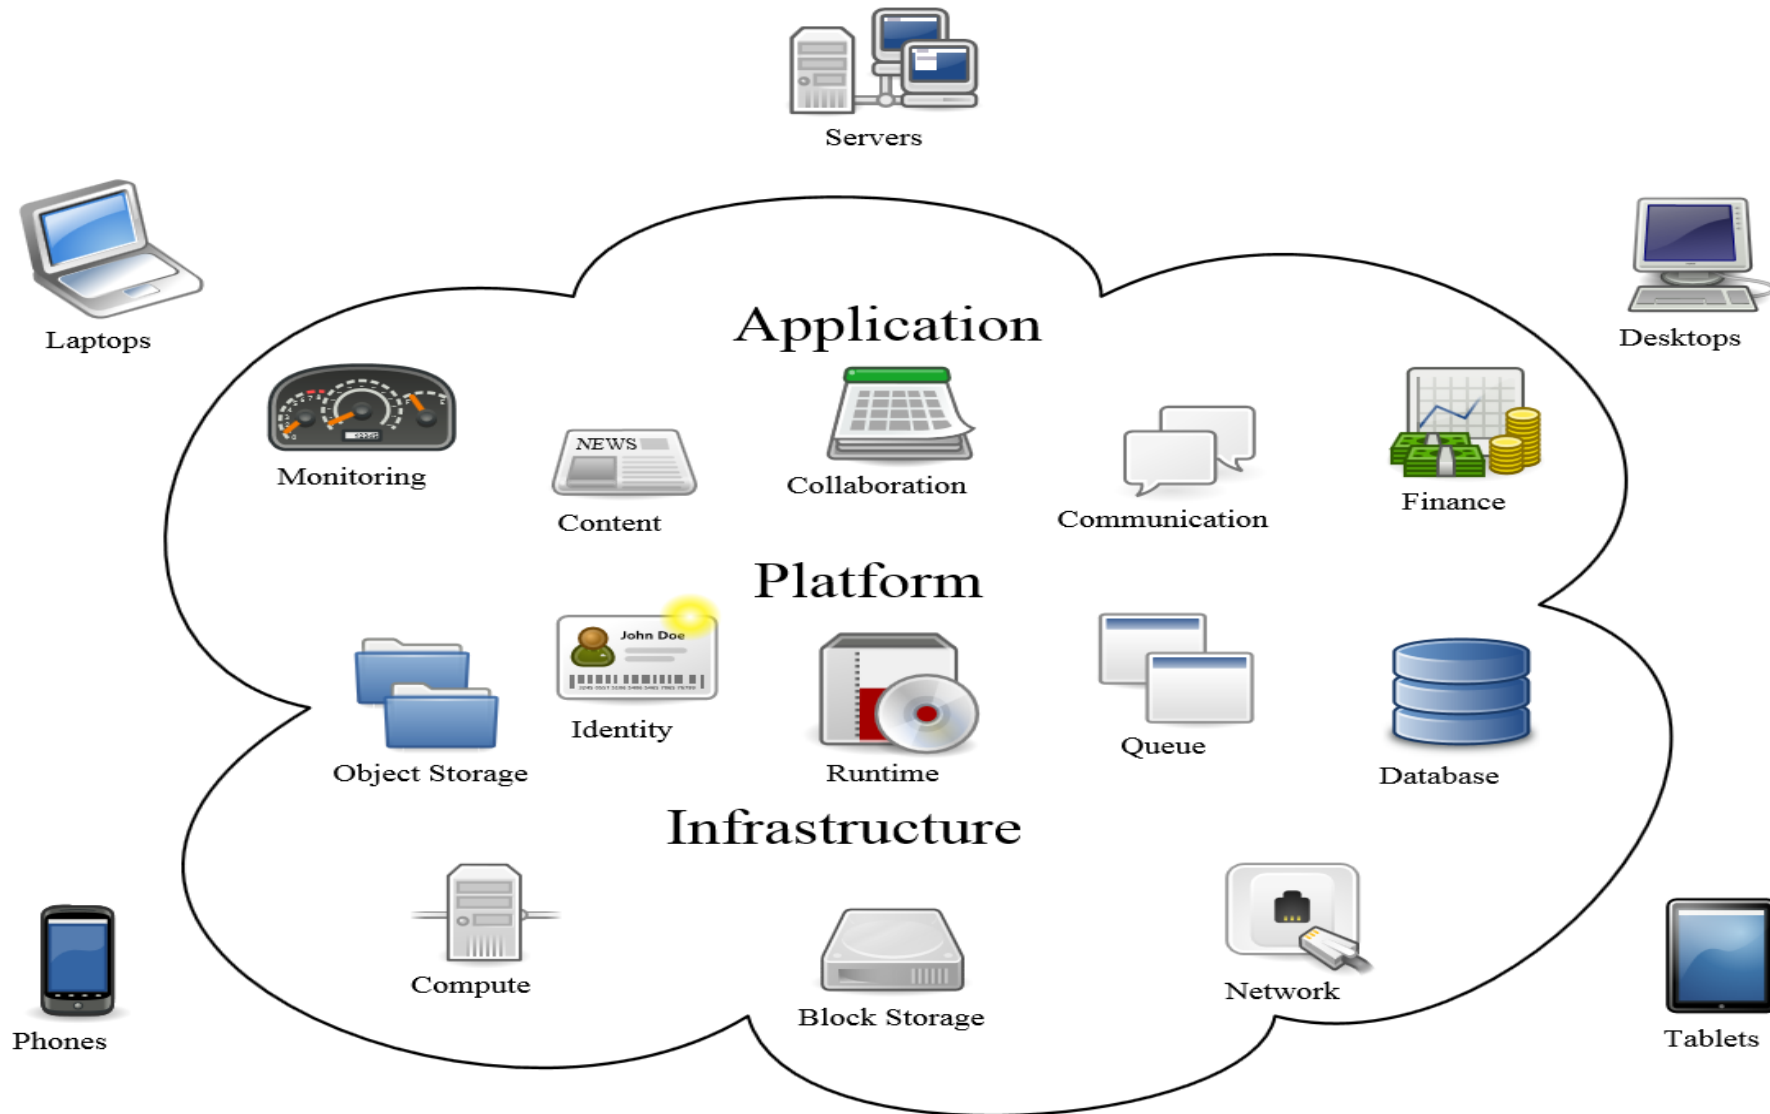 Servers
Laptops
Desktops
Application
Monitoring
NEWS
Content
Collaboration
Communication
Finance
Platform
Object Storage
John Doe
Identity
Runtime
Queue
Database
Infrastructure
Compute
Block Storage
Network
Phones
Tablets